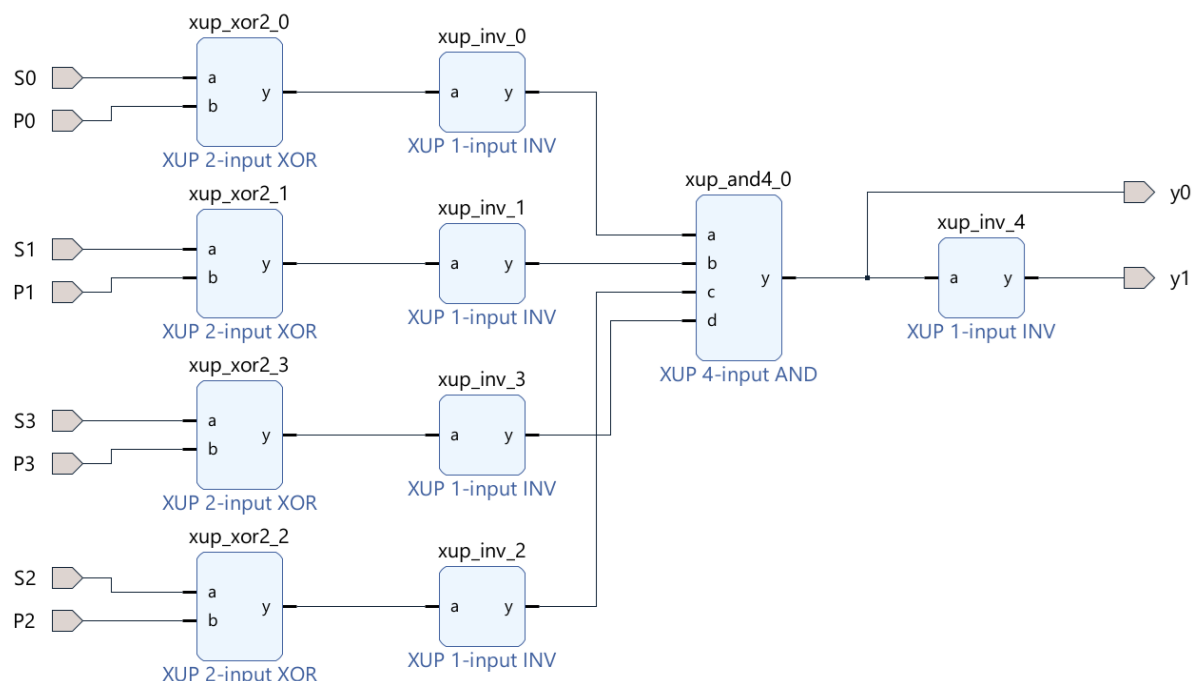 xup_xor2_0
S0
P0
a
b
y
XUP 2-input XOR
xup_inv_0
a
y
XUP 1-input INV
xup_xor2_1
S1
P1
a
b
y
XUP 2-input XOR
xup_inv_1
a
y
XUP 1-input INV
xup_xor2_3
S3
P3
a
b
y
XUP 2-input XOR
xup_inv_3
a
y
XUP 1-input INV
xup_xor2_2
S2
P2
a
b
y
XUP 2-input XOR
xup_inv_2
a
y
XUP 1-input INV
xup_and4_0
a
b
c
d
y
XUP 4-input AND
xup_inv_4
a
y
XUP 1-input INV
y0
y1